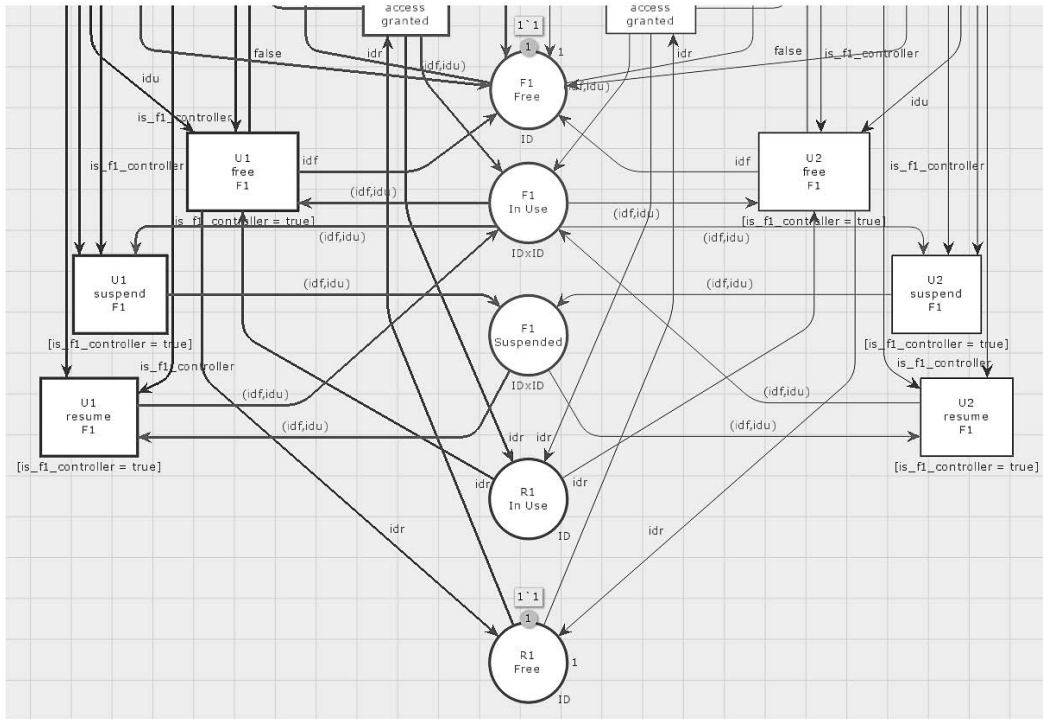 access
granted
access
granted
1`1
1
1
false
idr
(idf,idu)
F1
Free
(idf,idu)
idr
false
is_f1_controller
idu
idu
is_f1_controller
ID
U1
free
F1
idf
U2
free
F1
idf
is_f1_controller
is_f1_controller
(idf,idu)
F1
In Use
(idf,idu)
is_f1_controller = true]
[is_f1_controller = true]
(idf,idu)
(idf,idu)
IDxID
U1
suspend
F1
(idf,idu)
(idf,idu)
U2
suspend
F1
F1
Suspended
[is_f1_controller = true]
[is_f1_controller = true]
is_f1_controller
is_f1_controller
IDxID
U1
resume
F1
(idf,idu)
(idf,idu)
U2
resume
F1
(idf,idu)
idr
idr
[is_f1_controller = true]
[is_f1_controller = true]
idr
R1
In Use
idr
ID
idr
idr
1`1
1
R1
Free
1
ID